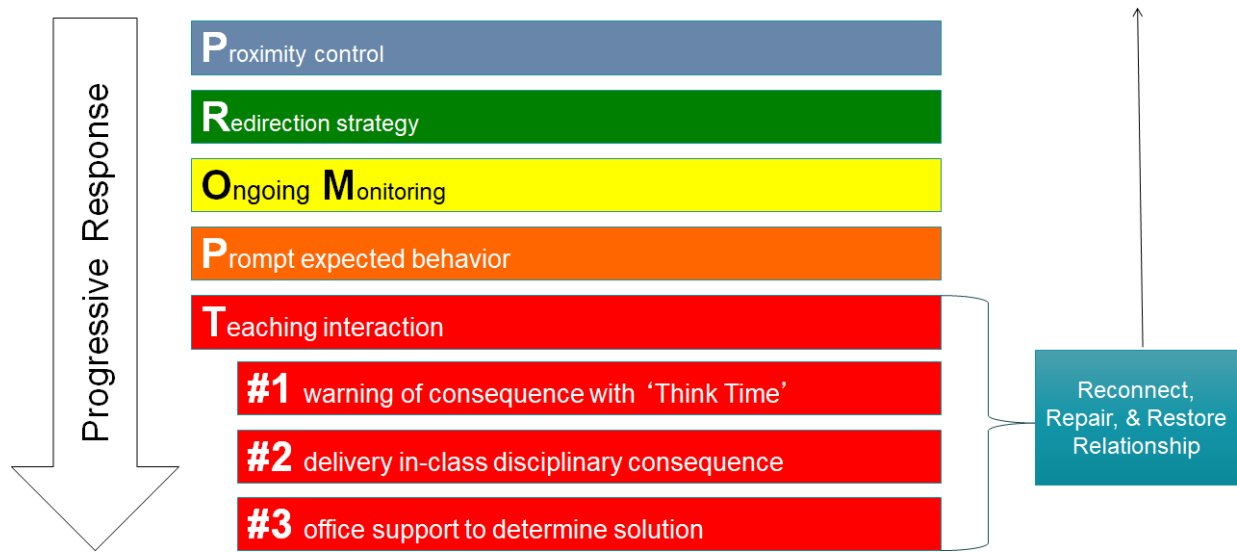 Progressive Response
Proximity control
Redirection strategy
Ongoing Monitoring
Prompt expected behavior
Teaching interaction
#1 warning of consequence with ‘Think Time’
#2 delivery in-class disciplinary consequence
#3 office support to determine solution
Reconnect,
Repair, & Restore
Relationship